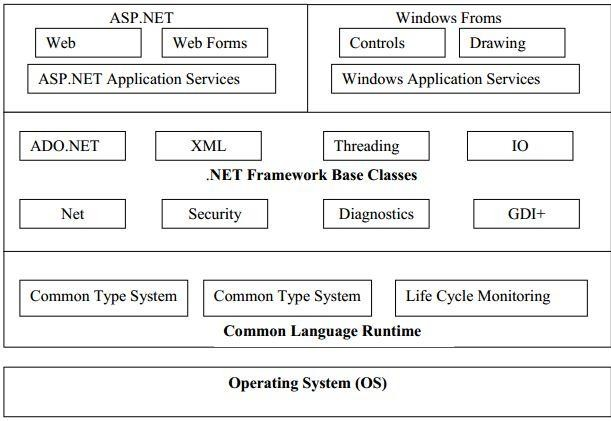 ASP.NET
Windows Froms
Web
Web Forms
Controls
Drawing
ASP.NET Application Services
Windows Application Services
ADO.NET
XML
Threading
IO
.NET Framework Base Classes
Net
Security
Diagnostics
GDI+
Common Type System
Common Type System
Life Cycle Monitoring
Common Language Runtime
Operating System (OS)